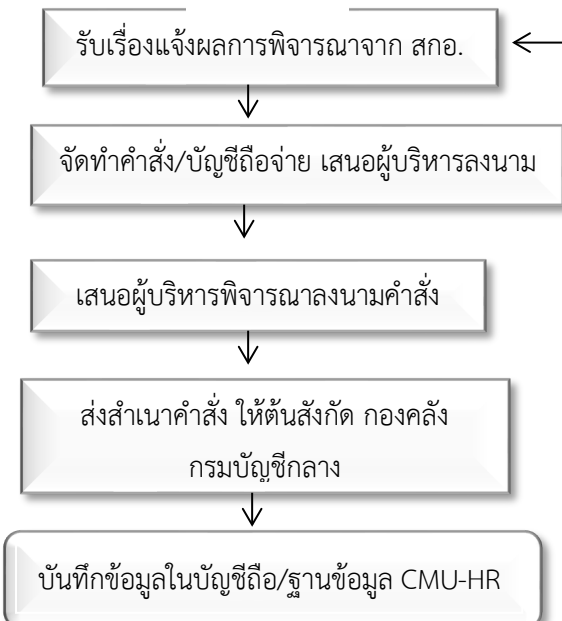 รับเรื่องแจ้งผลการพิจารณาจาก สกอ.
จัดทำคำสั่ง/บัญชีถือจ่าย เสนอผู้บริหารลงนาม
เสนอผู้บริหารพิจารณาลงนามคำสั่ง
ส่งสำเนาคำสั่ง ให้ต้นสังกัด กองคลัง
กรมบัญชีกลาง
บันทึกข้อมูลในบัญชีถือ/ฐานข้อมูล CMU-HR